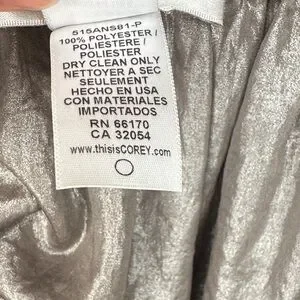 515ANS81-P
100% POLYESTER /
POLIESTERE /
POLIESTER
DRY CLEAN ONLY
NETTOYER A SEC
SEULEMENT
HECHO EN USA
CON MATERIALES
IMPORTADOS
RN 66170
CA 32054
www.thisisCOREY.com